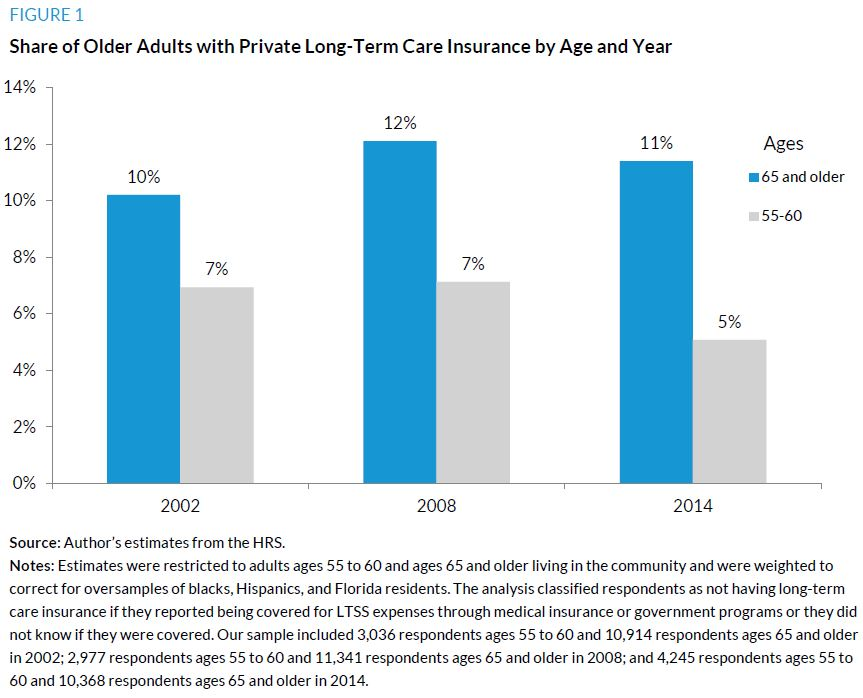 FIGURE 1
Share of Older Adults with Private Long-Term Care Insurance by Age and Year
14%
12%
10%
8%
6%
4%
2%
0%
10%
7%
12%
7%
11%
5%
Ages
65 and older
55-60
2002
2008
2014
Source: Author's estimates from the HRS.
Notes: Estimates were restricted to adults ages 55 to 60 and ages 65 and older living in the community and were weighted to
correct for oversamples of blacks, Hispanics, and Florida residents. The analysis classified respondents as not having long-term
care insurance if they reported being covered for LTSS expenses through medical insurance or government programs or they did
not know if they were covered. Our sample included 3,036 respondents ages 55 to 60 and 10,914 respondents ages 65 and older
in 2002; 2,977 respondents ages 55 to 60 and 11,341 respondents ages 65 and older in 2008; and 4,245 respondents ages 55 to
60 and 10,368 respondents ages 65 and older in 2014.